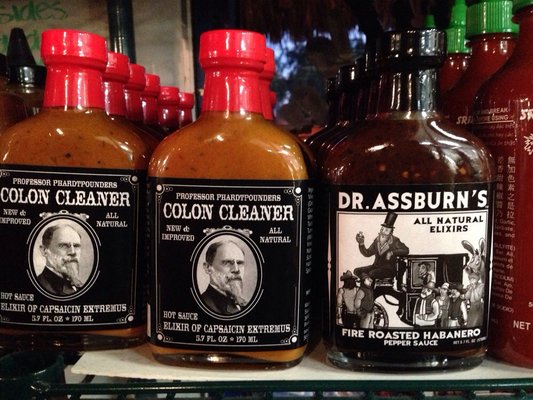 sides
PROFESSOR PHARDTPOUNDERS
COLON CLEANER
NEW &
IMPROVED
ALL
NATURAL
HOT SAUCE
ELIXIR OF CAPSAICIN EXTREMUS
5.7 FL. OZ * 170 ML
PROFESSOR PHARDTPOUNDERS
COLON CLEANER
NEW &
IMPROVED
ALL
NATURAL
HOT SAUCE
ELIXIR OF CAPSAICIN EXTREMUS
5.7 FL. OZ * 170 ML
DR. ASSBURN'S
ALL NATURAL
ELIXIRS
FIRE ROASTED HABANERO
PEPPER SAUCE
NET